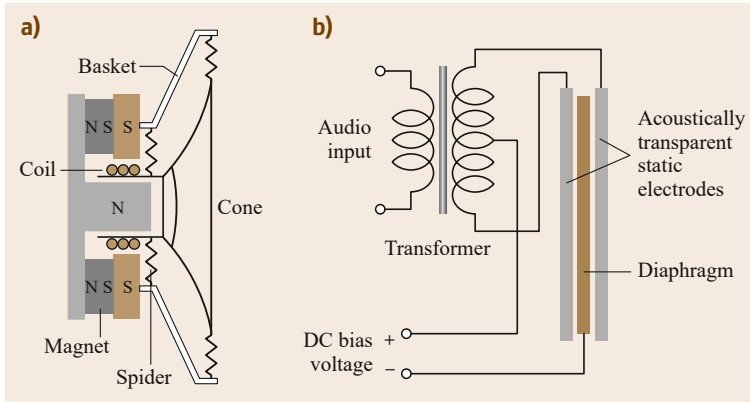 a)
Basket
N S
S
Coil
N
Cone
N S
S
Magnet
Spider
b)
Audio
input
Transformer
Acoustically
transparent
static
electrodes
Diaphragm
DC bias
voltage
+
−